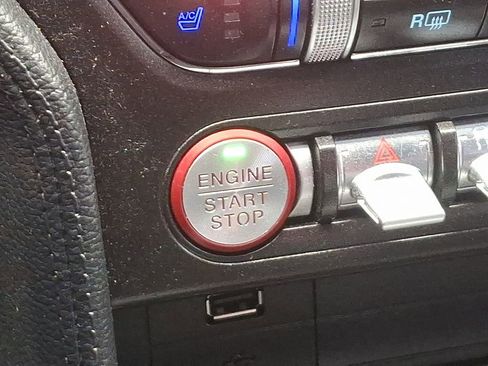 A/C
R
ENGINE
START
STOP